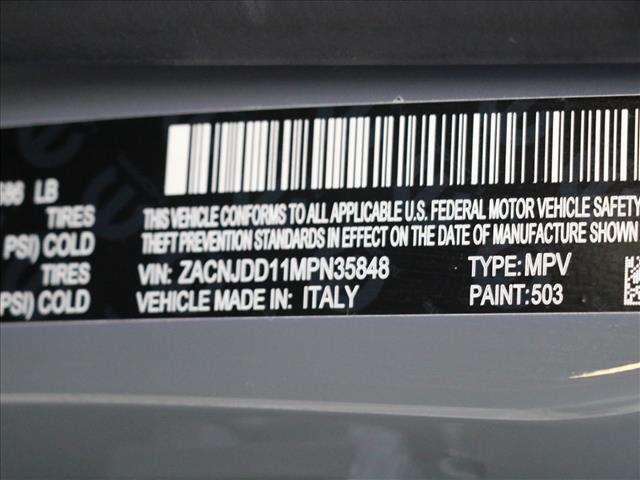 LB
TIRES
PSI) COLD
TIRES
PSI) COLD
THIS VEHICLE CONFORMS TO ALL APPLICABLE U.S. FEDERAL MOTOR VEHICLE SAFETY
THEFT PREVENTION STANDARDS IN EFFECT ON THE DATE OF MANUFACTURE SHOWN
VIN: ZACNJDD11MPN35848 TYPE: MPV
VEHICLE MADE IN: ITALY PAINT: 503